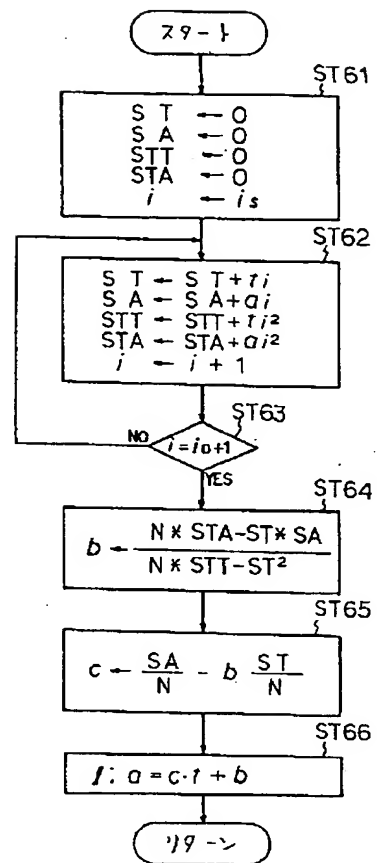 スタート
ST61
S T ← 0
S A ← 0
STT ← 0
STA ← 0
i ← is
ST62
S T ← S T + ti
S A ← S A + ai
STT ← STT + ti²
STA ← STA + ai²
i ← i + 1
ST63
NO
i = io+1
YES
ST64
b ← N * STA-ST* SA / N * STT-ST²
ST65
c ← SA / N - b ST / N
ST66
l: a = c・t + b
リターン